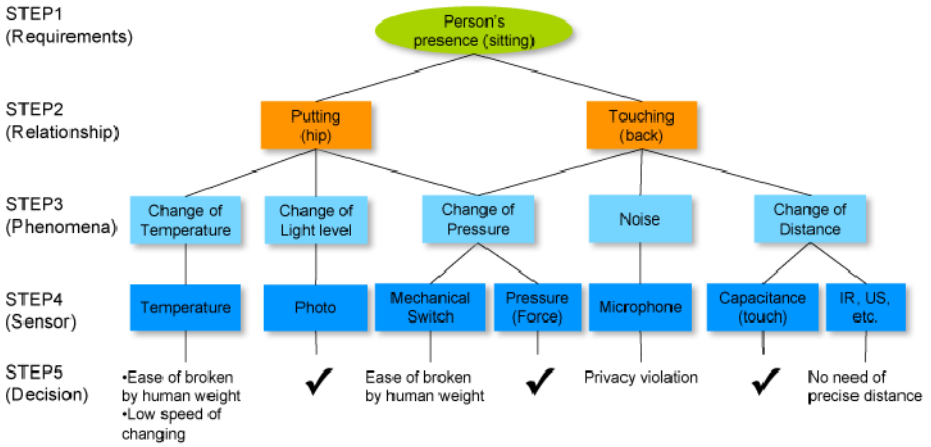 STEP1
(Requirements)
Person's
presence (sitting)
STEP2
(Relationship)
Putting
(hip)
Touching
(back)
STEP3
(Phenomena)
Change of
Temperature
Change of
Light level
Change of
Pressure
Noise
Change of
Distance
STEP4
(Sensor)
Temperature
Photo
Mechanical
Switch
Pressure
(Force)
Microphone
Capacitance
(touch)
IR, US,
etc.
STEP5
(Decision)
•Ease of broken
by human weight
•Low speed of
changing
✓
Ease of broken
by human weight
✓
Privacy violation
✓
No need of
precise distance